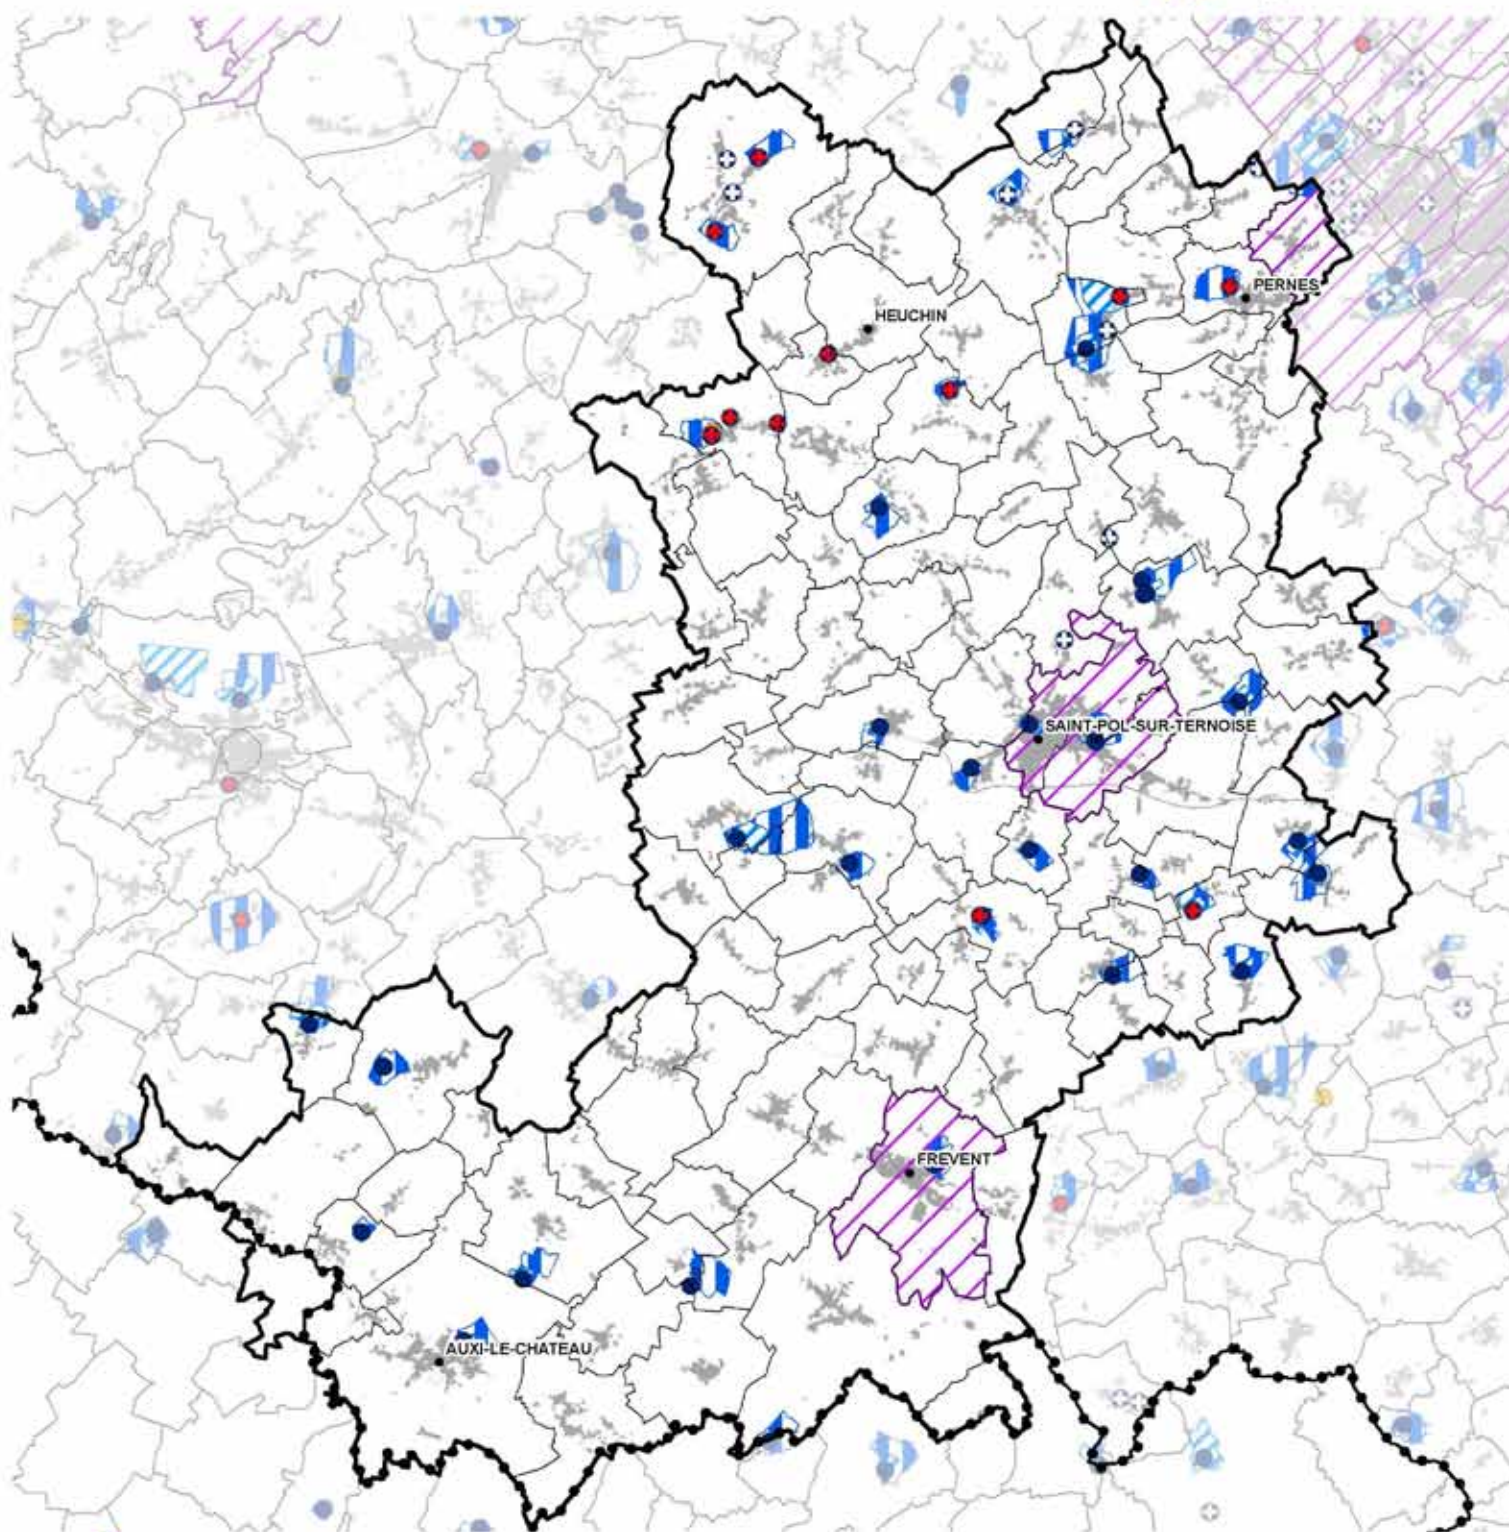 PERNES
HEUCHIN
SAINT-POL-SUR-TERNOISE
FREVENT
AUXI-LE-CHATEAU